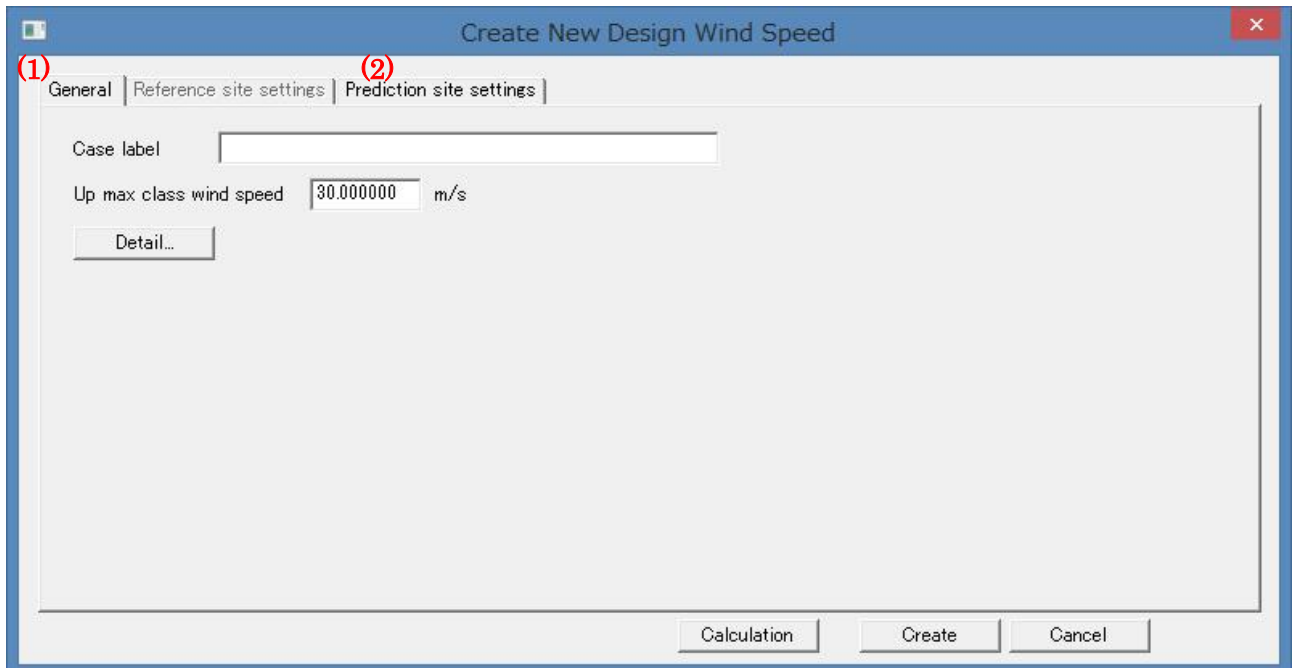 Create New Design Wind Speed
(1) (2)
General Reference site settings Prediction site settings
Case label
Up max class wind speed 30.000000 m/s
Detail...
Calculation Create Cancel